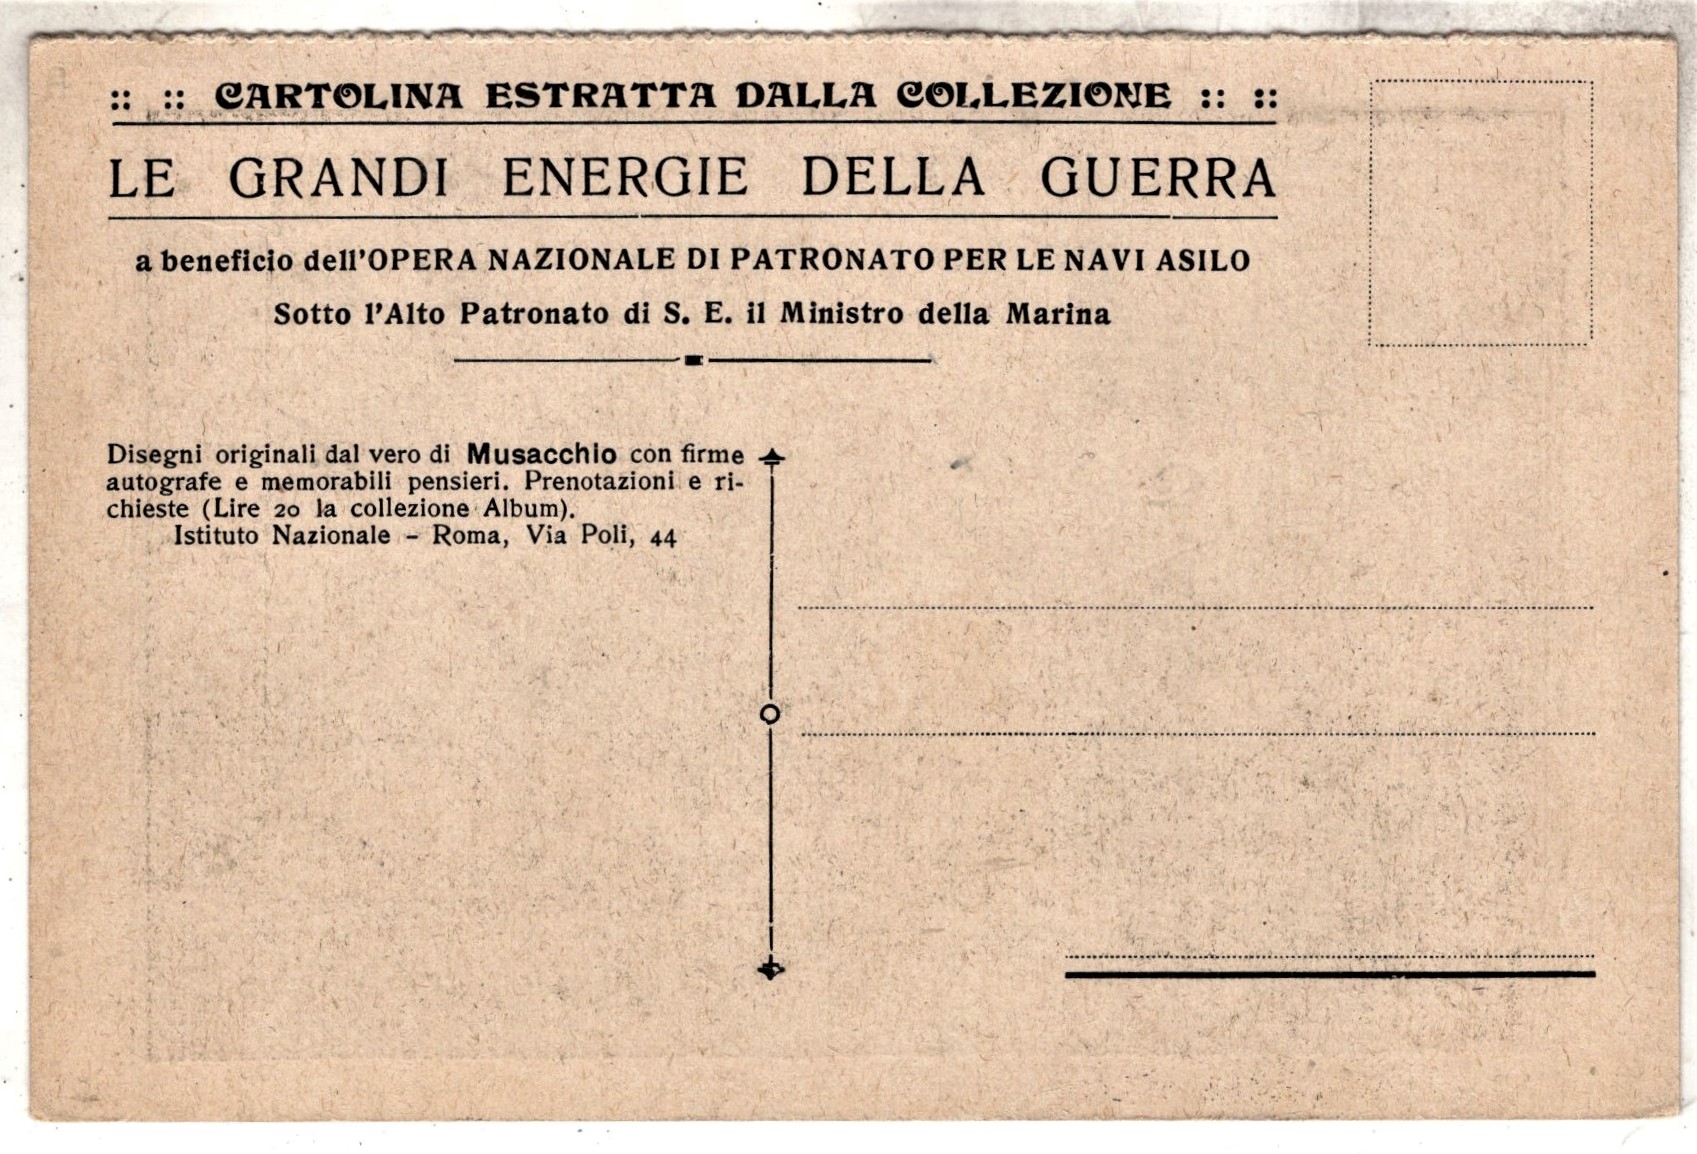 :: :: CARTOLINA ESTRATTA DALLA COLLEZIONE :: ::
LE GRANDI ENERGIE DELLA GUERRA
a beneficio dell'OPERA NAZIONALE DI PATRONATO PER LE NAVI ASILO
Sotto l'Alto Patronato di S. E. il Ministro della Marina
Disegni originali dal vero di Musacchio con firme
autografe e memorabili pensieri. Prenotazioni e ri-
chieste (Lire 20 la collezione Album).
Istituto Nazionale - Roma, Via Poli, 44